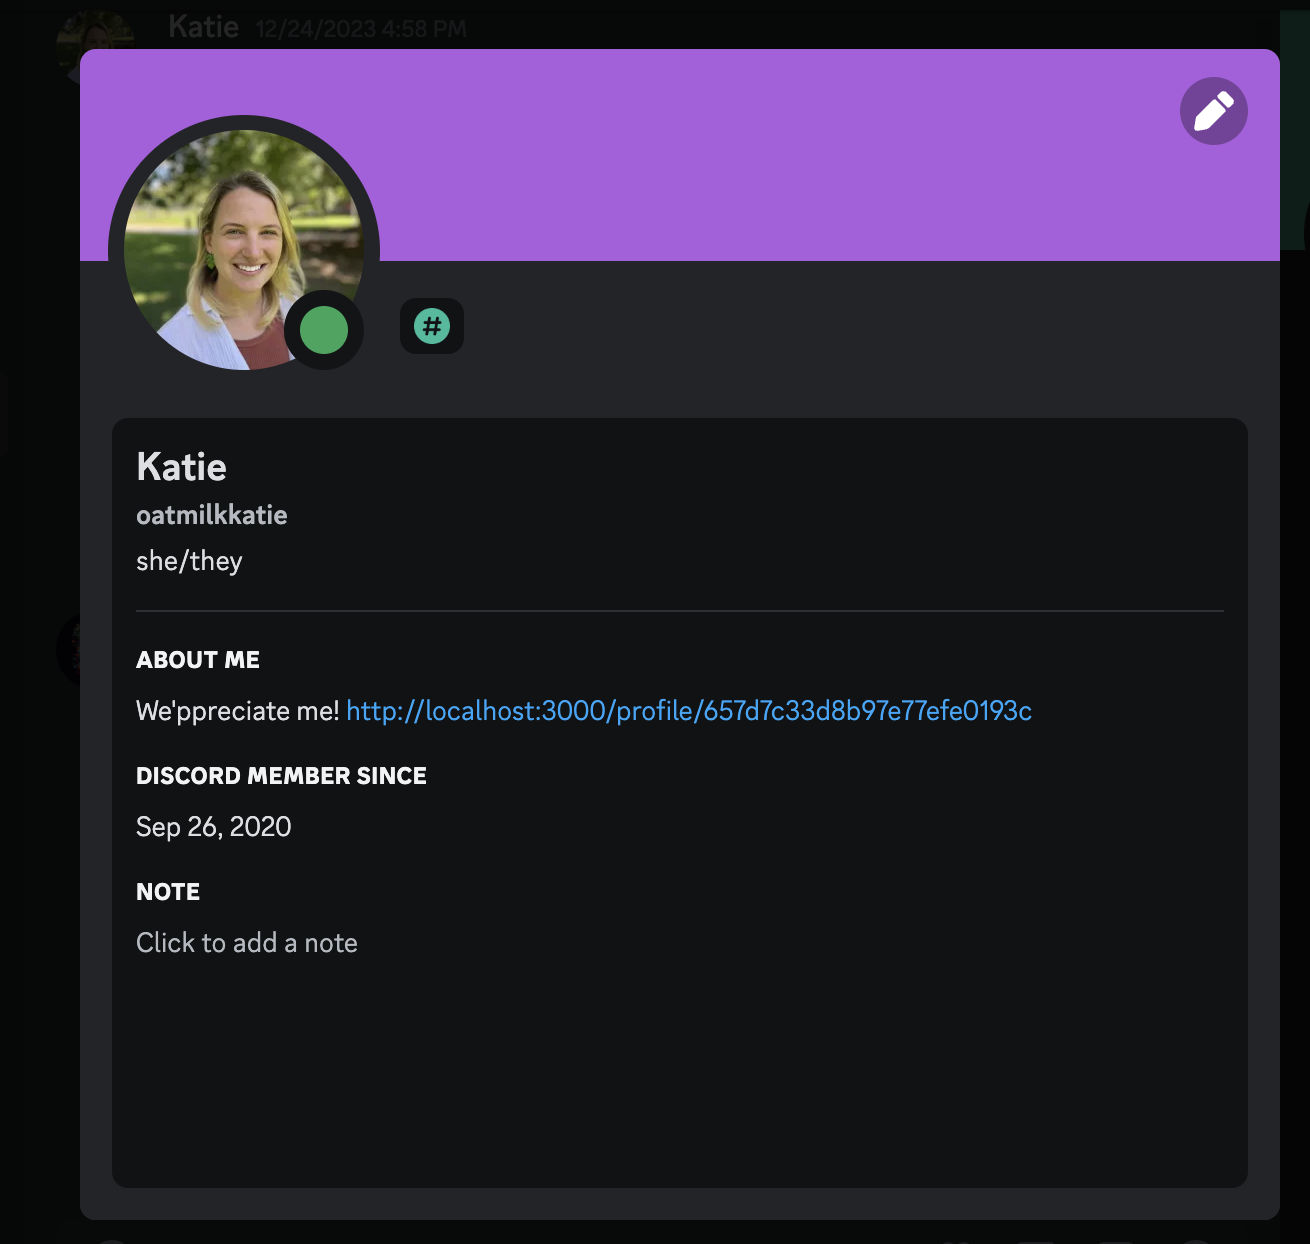 Katie 12/24/2023 4:58 PM
#
Katie
oatmilkkatie
she/they
ABOUT ME
We'ppreciate me! http://localhost:3000/profile/657d7c33d8b97e77efe0193c
DISCORD MEMBER SINCE
Sep 26, 2020
NOTE
Click to add a note